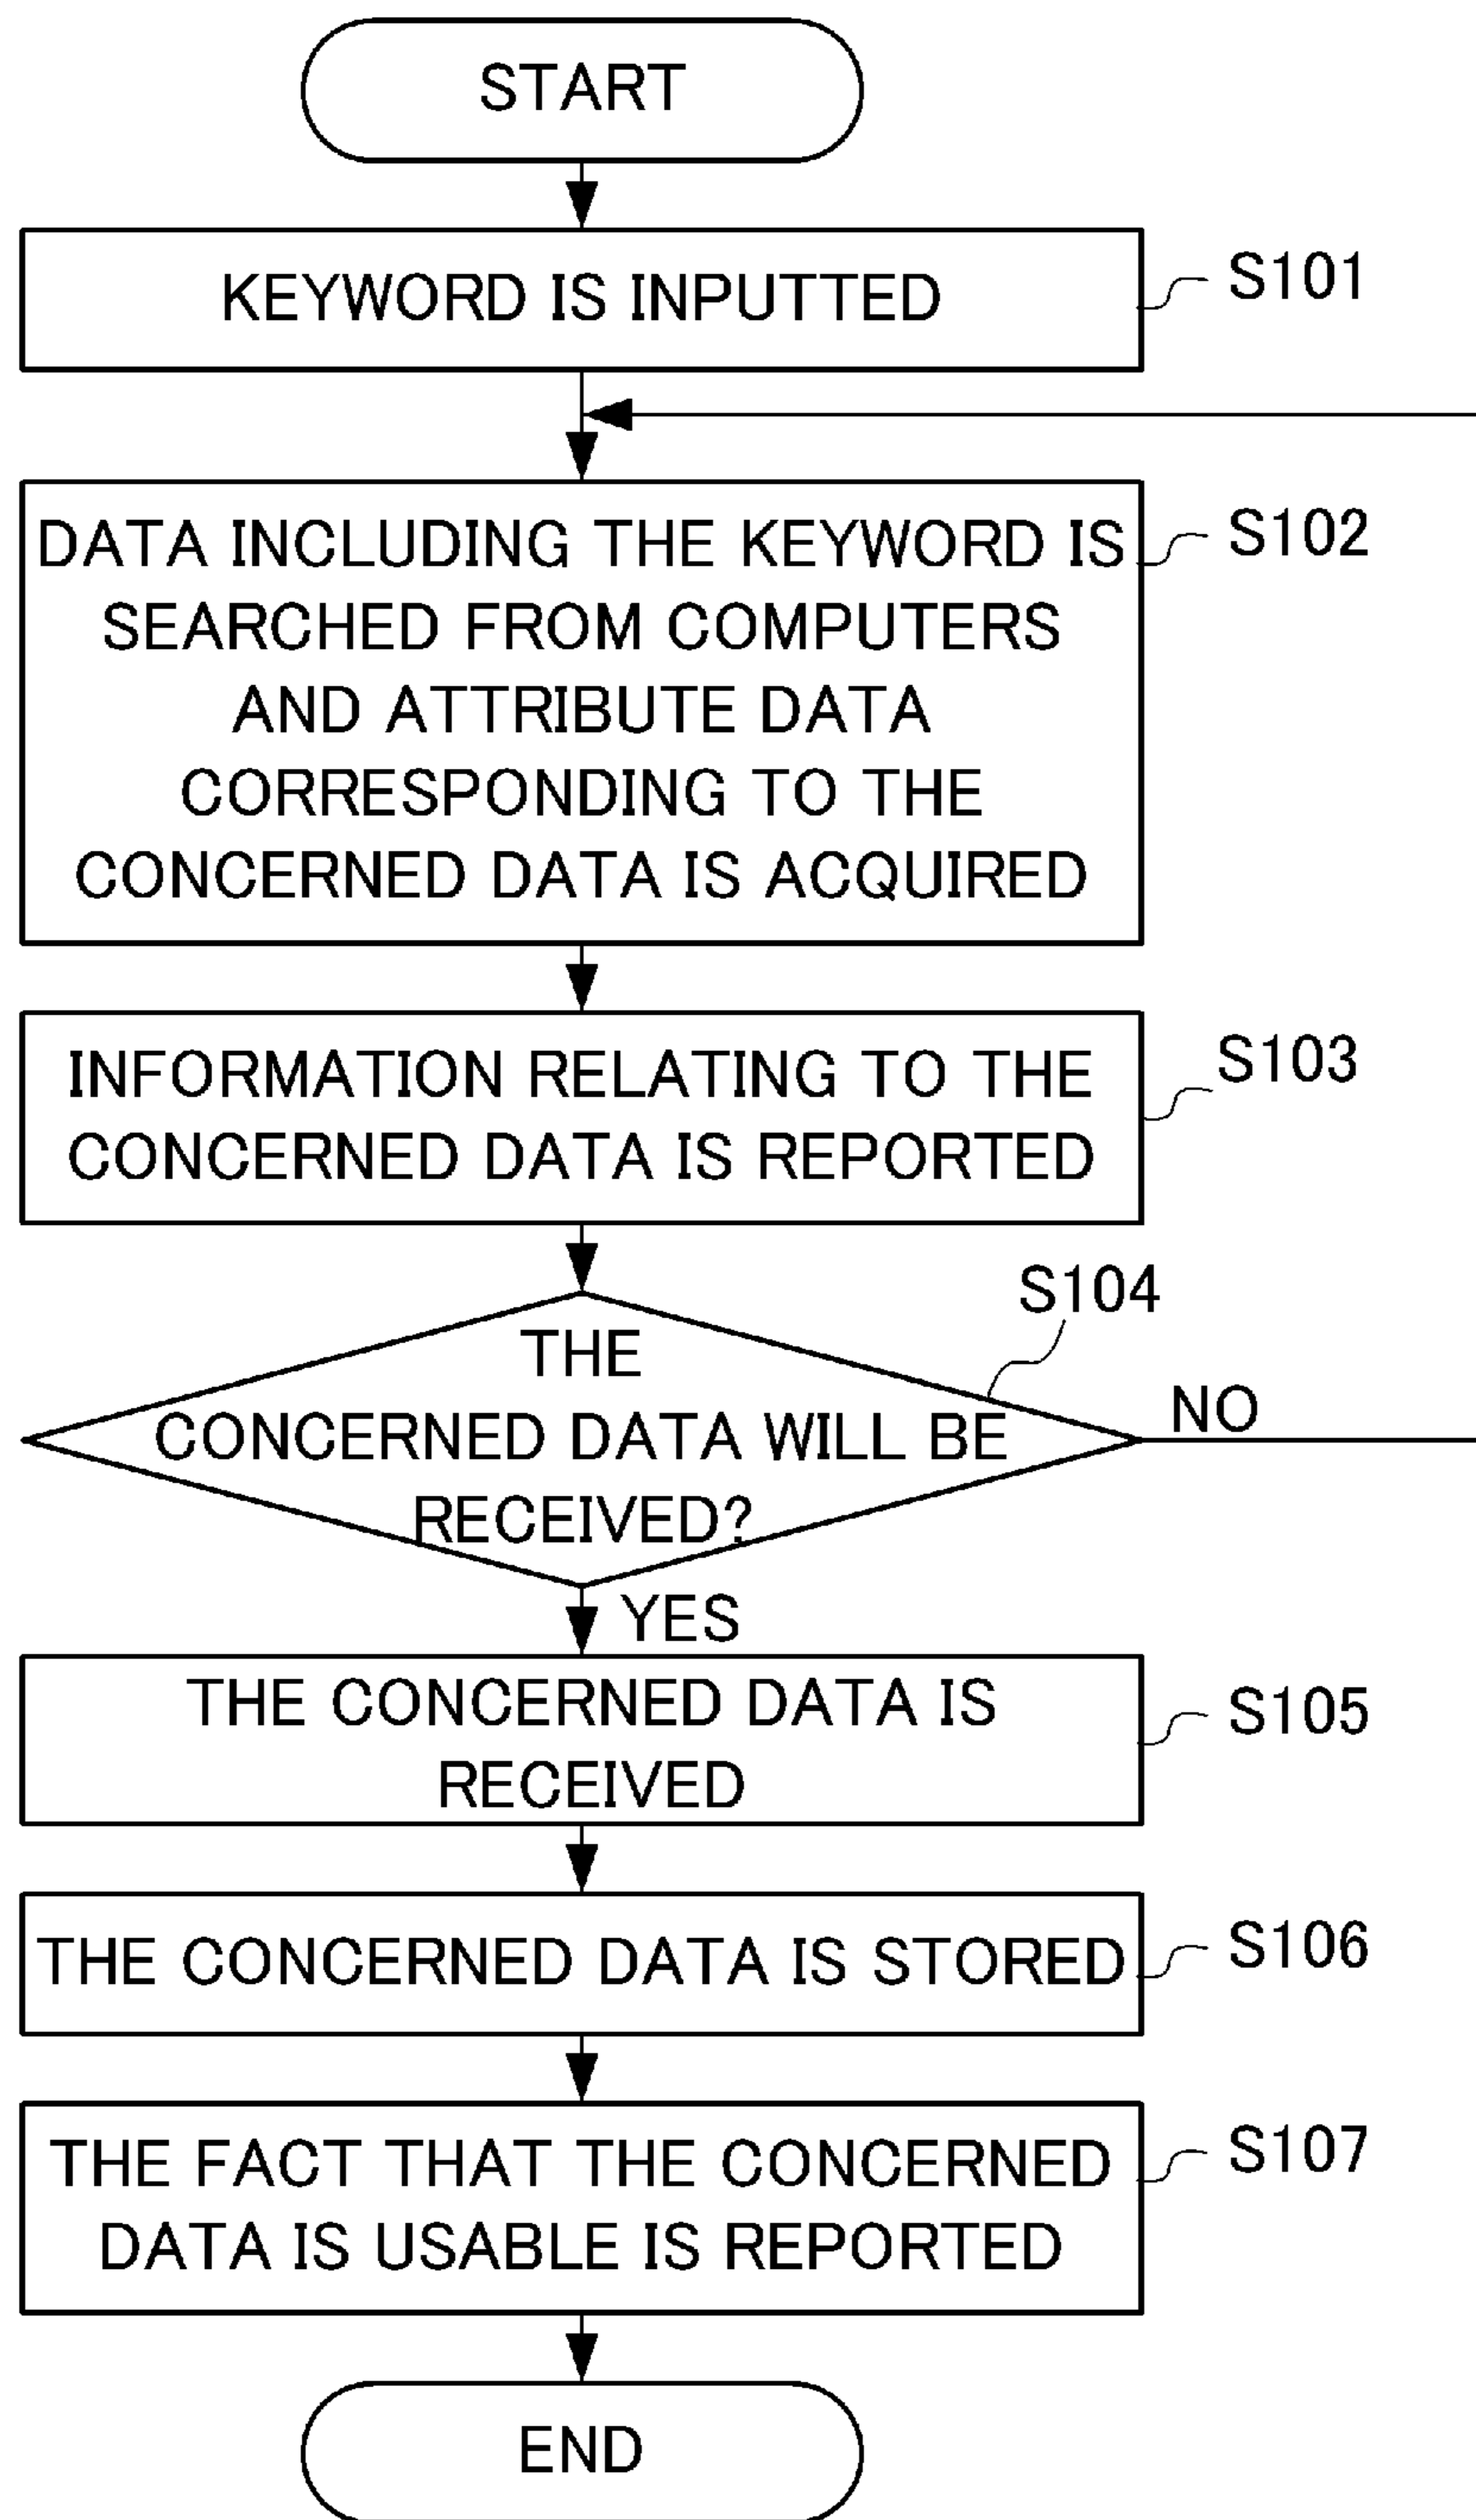 START
KEYWORD IS INPUTTED
S101
DATA INCLUDING THE KEYWORD IS
SEARCHED FROM COMPUTERS
AND ATTRIBUTE DATA
CORRESPONDING TO THE
CONCERNED DATA IS ACQUIRED
S102
INFORMATION RELATING TO THE
CONCERNED DATA IS REPORTED
S103
S104
THE
CONCERNED DATA WILL BE
RECEIVED?
NO
YES
THE CONCERNED DATA IS
RECEIVED
S105
THE CONCERNED DATA IS STORED
S106
THE FACT THAT THE CONCERNED
DATA IS USABLE IS REPORTED
S107
END